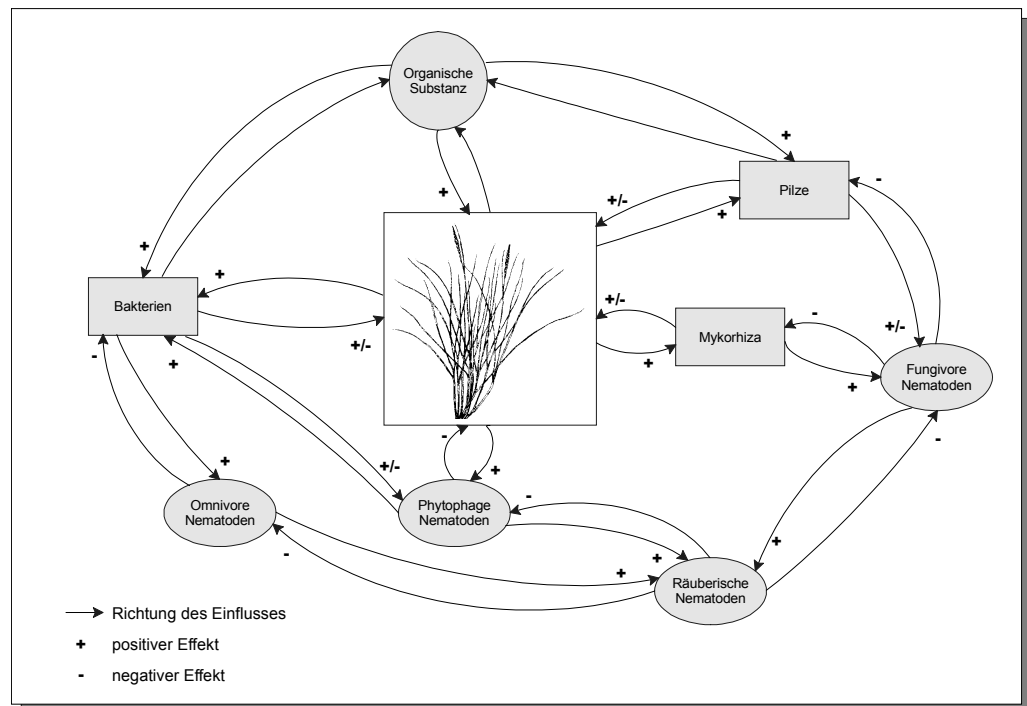 Organische
Substanz
+
Pilze
-
+
+/-
+
+
+
Bakterien
+/-
+/-
Mykorhiza
-
+
+/-
Fungivore
Nematoden
+
-
+
-
+
+/-
+
-
Omnivore
Nematoden
Phytophage
Nematoden
-
+
+
-
+
Räuberische
Nematoden
Richtung des Einflusses
+ positiver Effekt
- negativer Effekt